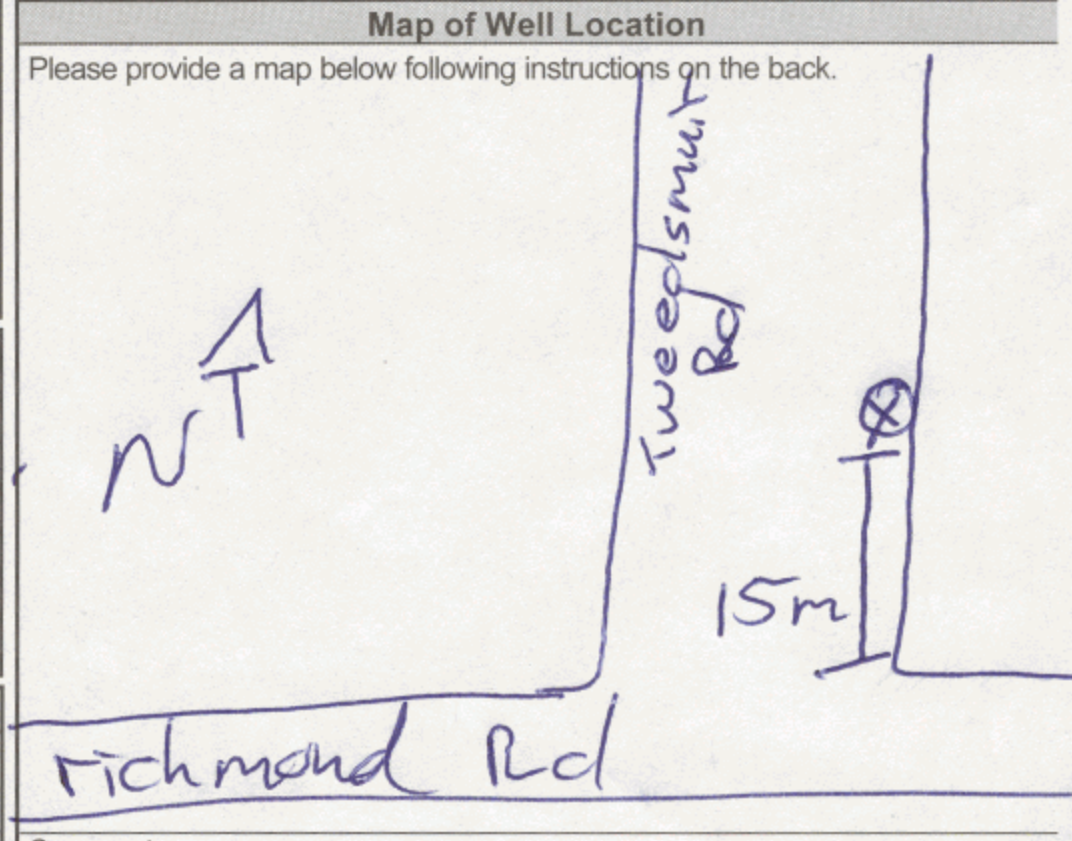 Map of Well Location
Please provide a map below following instructions on the back.
Tweedsmuir
Rd
N
15m
richmond Rd